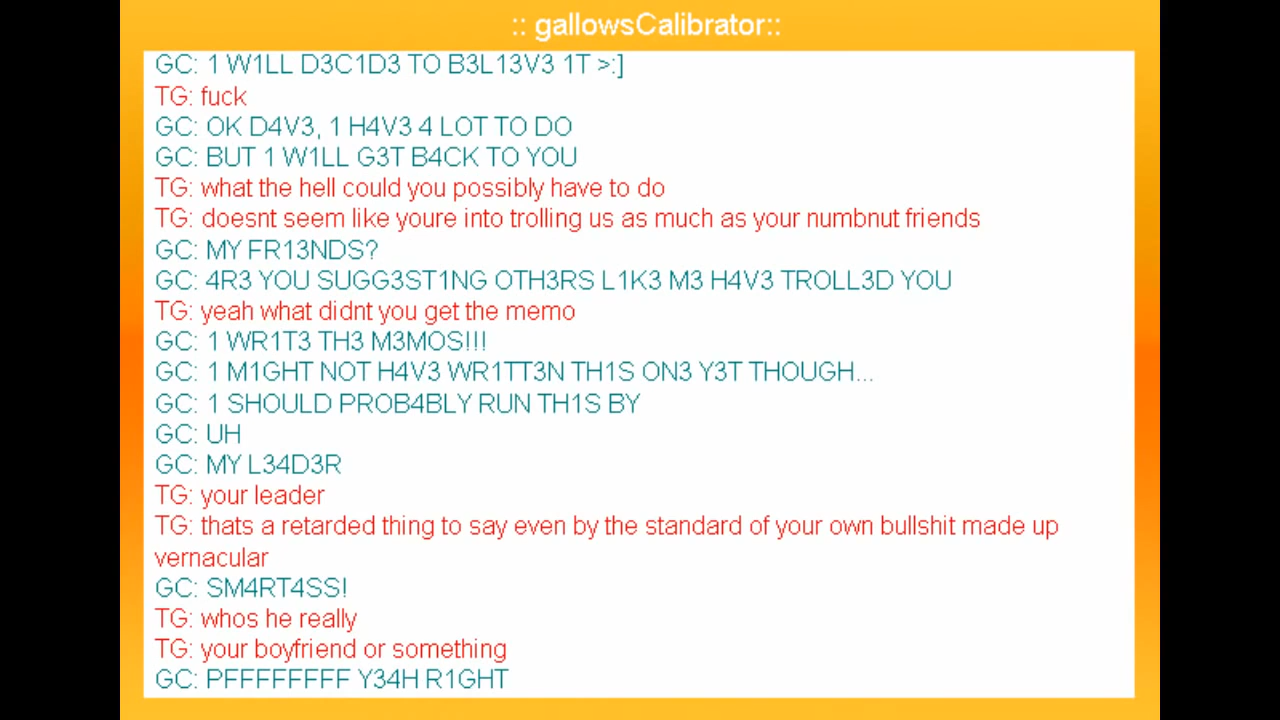 :: gallowsCalibrator::
GC: 1 W1LL D3C1D3 TO B3L13V3 1T >:]
TG: fuck
GC: OK D4V3, 1 H4V3 4 LOT TO DO
GC: BUT 1 W1LL G3T B4CK TO YOU
TG: what the hell could you possibly have to do
TG: doesnt seem like youre into trolling us as much as your numbnut friends
GC: MY FR13NDS?
GC: 4R3 YOU SUGG3ST1NG OTH3RS L1K3 M3 H4V3 TROLL3D YOU
TG: yeah what didnt you get the memo
GC: 1 WR1T3 TH3 M3MOS!!!
GC: 1 M1GHT NOT H4V3 WR1TT3N TH1S ON3 Y3T THOUGH...
GC: 1 SHOULD PROB4BLY RUN TH1S BY
GC: UH
GC: MY L34D3R
TG: your leader
TG: thats a retarded thing to say even by the standard of your own bullshit made up
vernacular
GC: SM4RT4SS!
TG: whos he really
TG: your boyfriend or something
GC: PFFFFFFFF Y34H R1GHT